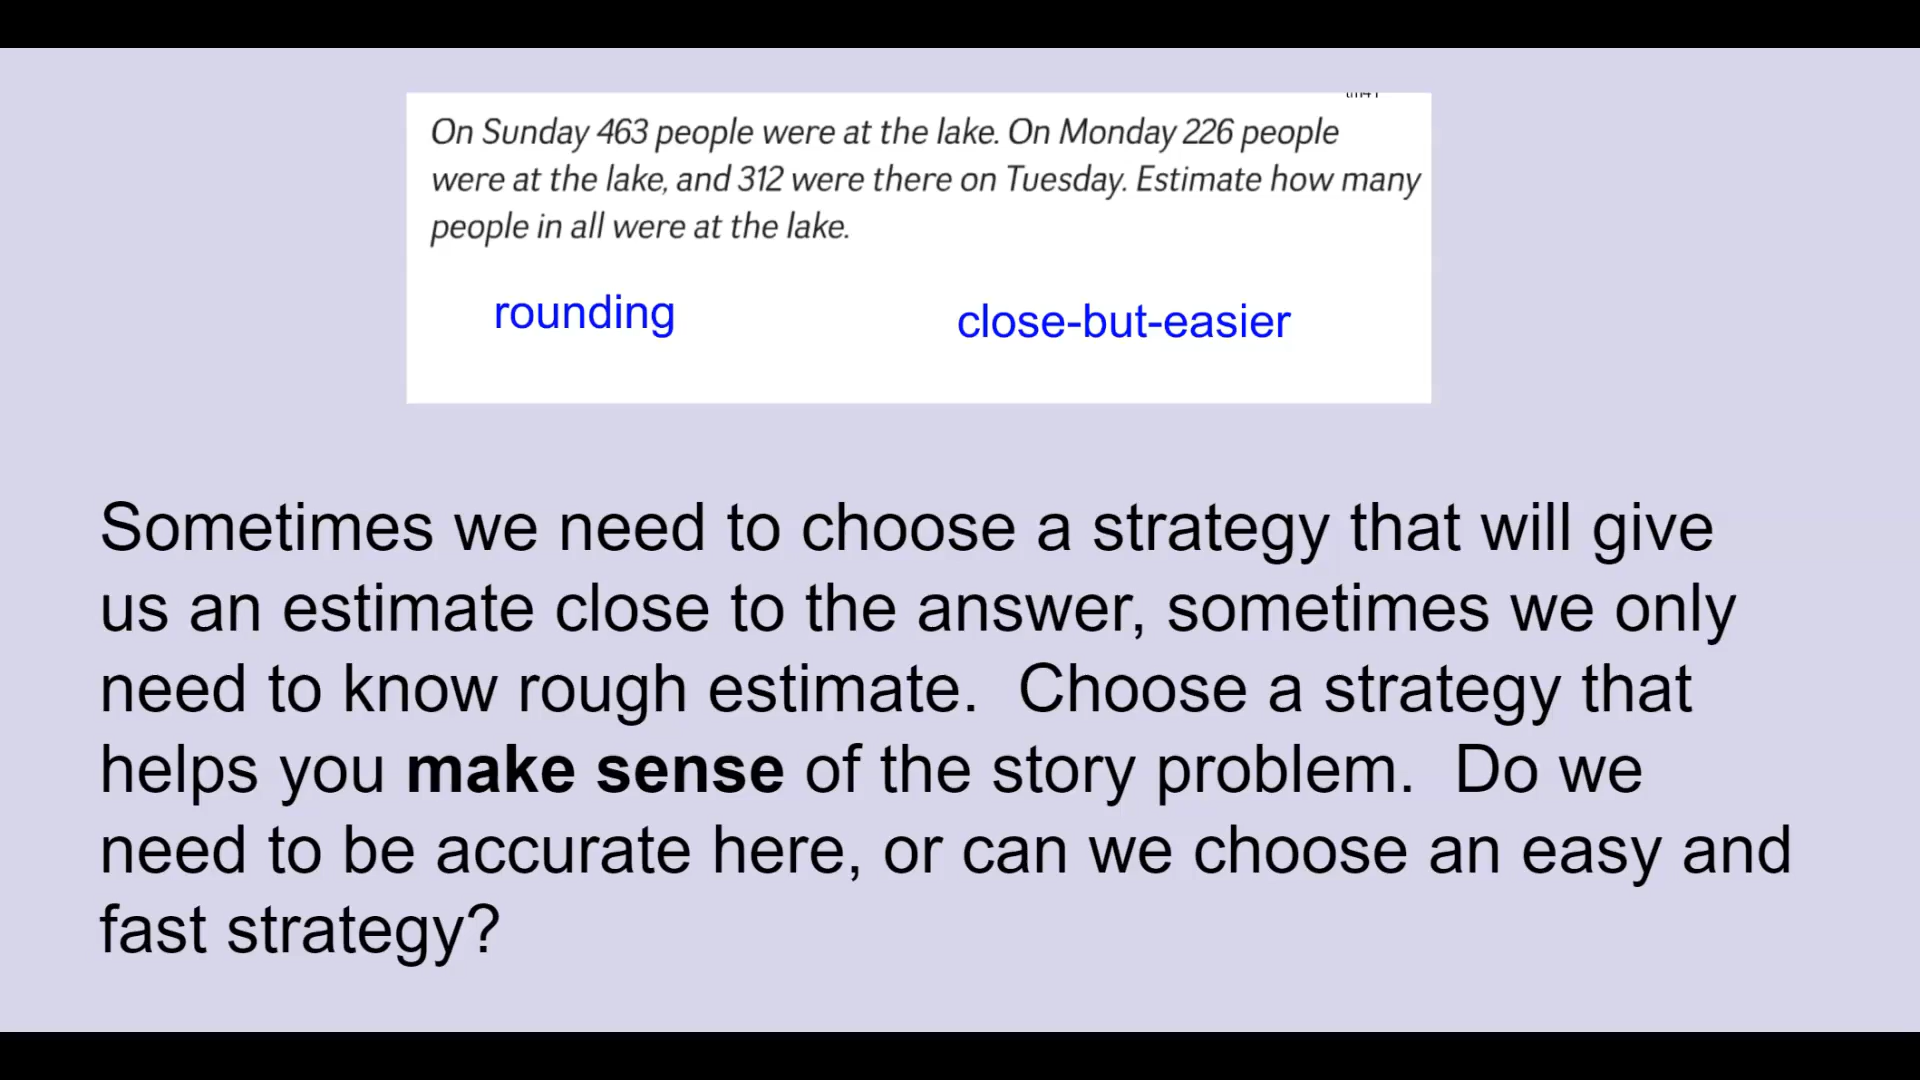 On Sunday 463 people were at the lake. On Monday 226 people
were at the lake, and 312 were there on Tuesday. Estimate how many
people in all were at the lake.
rounding
close-but-easier
Sometimes we need to choose a strategy that will give
us an estimate close to the answer, sometimes we only
need to know rough estimate.  Choose a strategy that
helps you make sense of the story problem.  Do we
need to be accurate here, or can we choose an easy and
fast strategy?